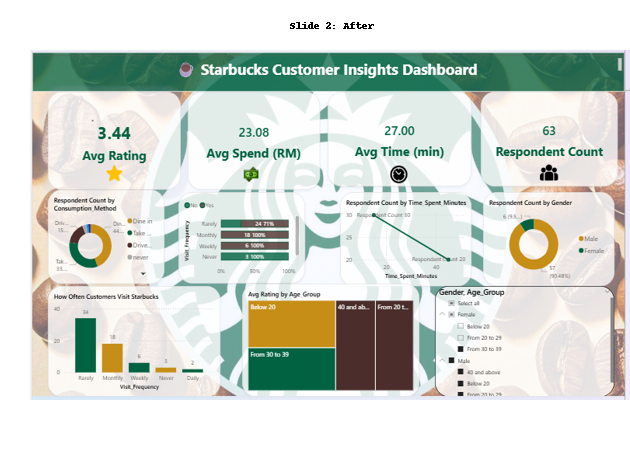 Slide 2: After
Starbucks Customer Insights Dashboard
3.44
Avg Rating
23.08
Avg Spend (RM)
27.00
Avg Time (min)
63
Respondent Count
Respondent Count by
Consumption_Method
Driv...
15....
Din...
44....
Tak...
33....
Dine in
Take ...
Drive...
never
No Yes
Visit_Frequency
Rarely 24 71%
Monthly 18 100%
Weekly 6 100%
Never 3 100%
0% 50% 100%
Respondent Count by Time_Spent_Minutes
30
25
20
Respondent Count 30
Respondent Count 20
20 40
Time_Spent_Minutes
Respondent Count by Gender
6 (9.5...)
57
(90.48%)
Male
Female
How Often Customers Visit Starbucks
40
20
0
34
18
6
3
2
Rarely Monthly Weekly Never Daily
Visit_Frequency
Avg Rating by Age Group
Below 20
From 30 to 39
40 and ab...
From 20 t...
Gender, Age_Group
Select all
Female
Below 20
From 20 to 29
From 30 to 39
Male
40 and above
Below 20
From 20 to 29